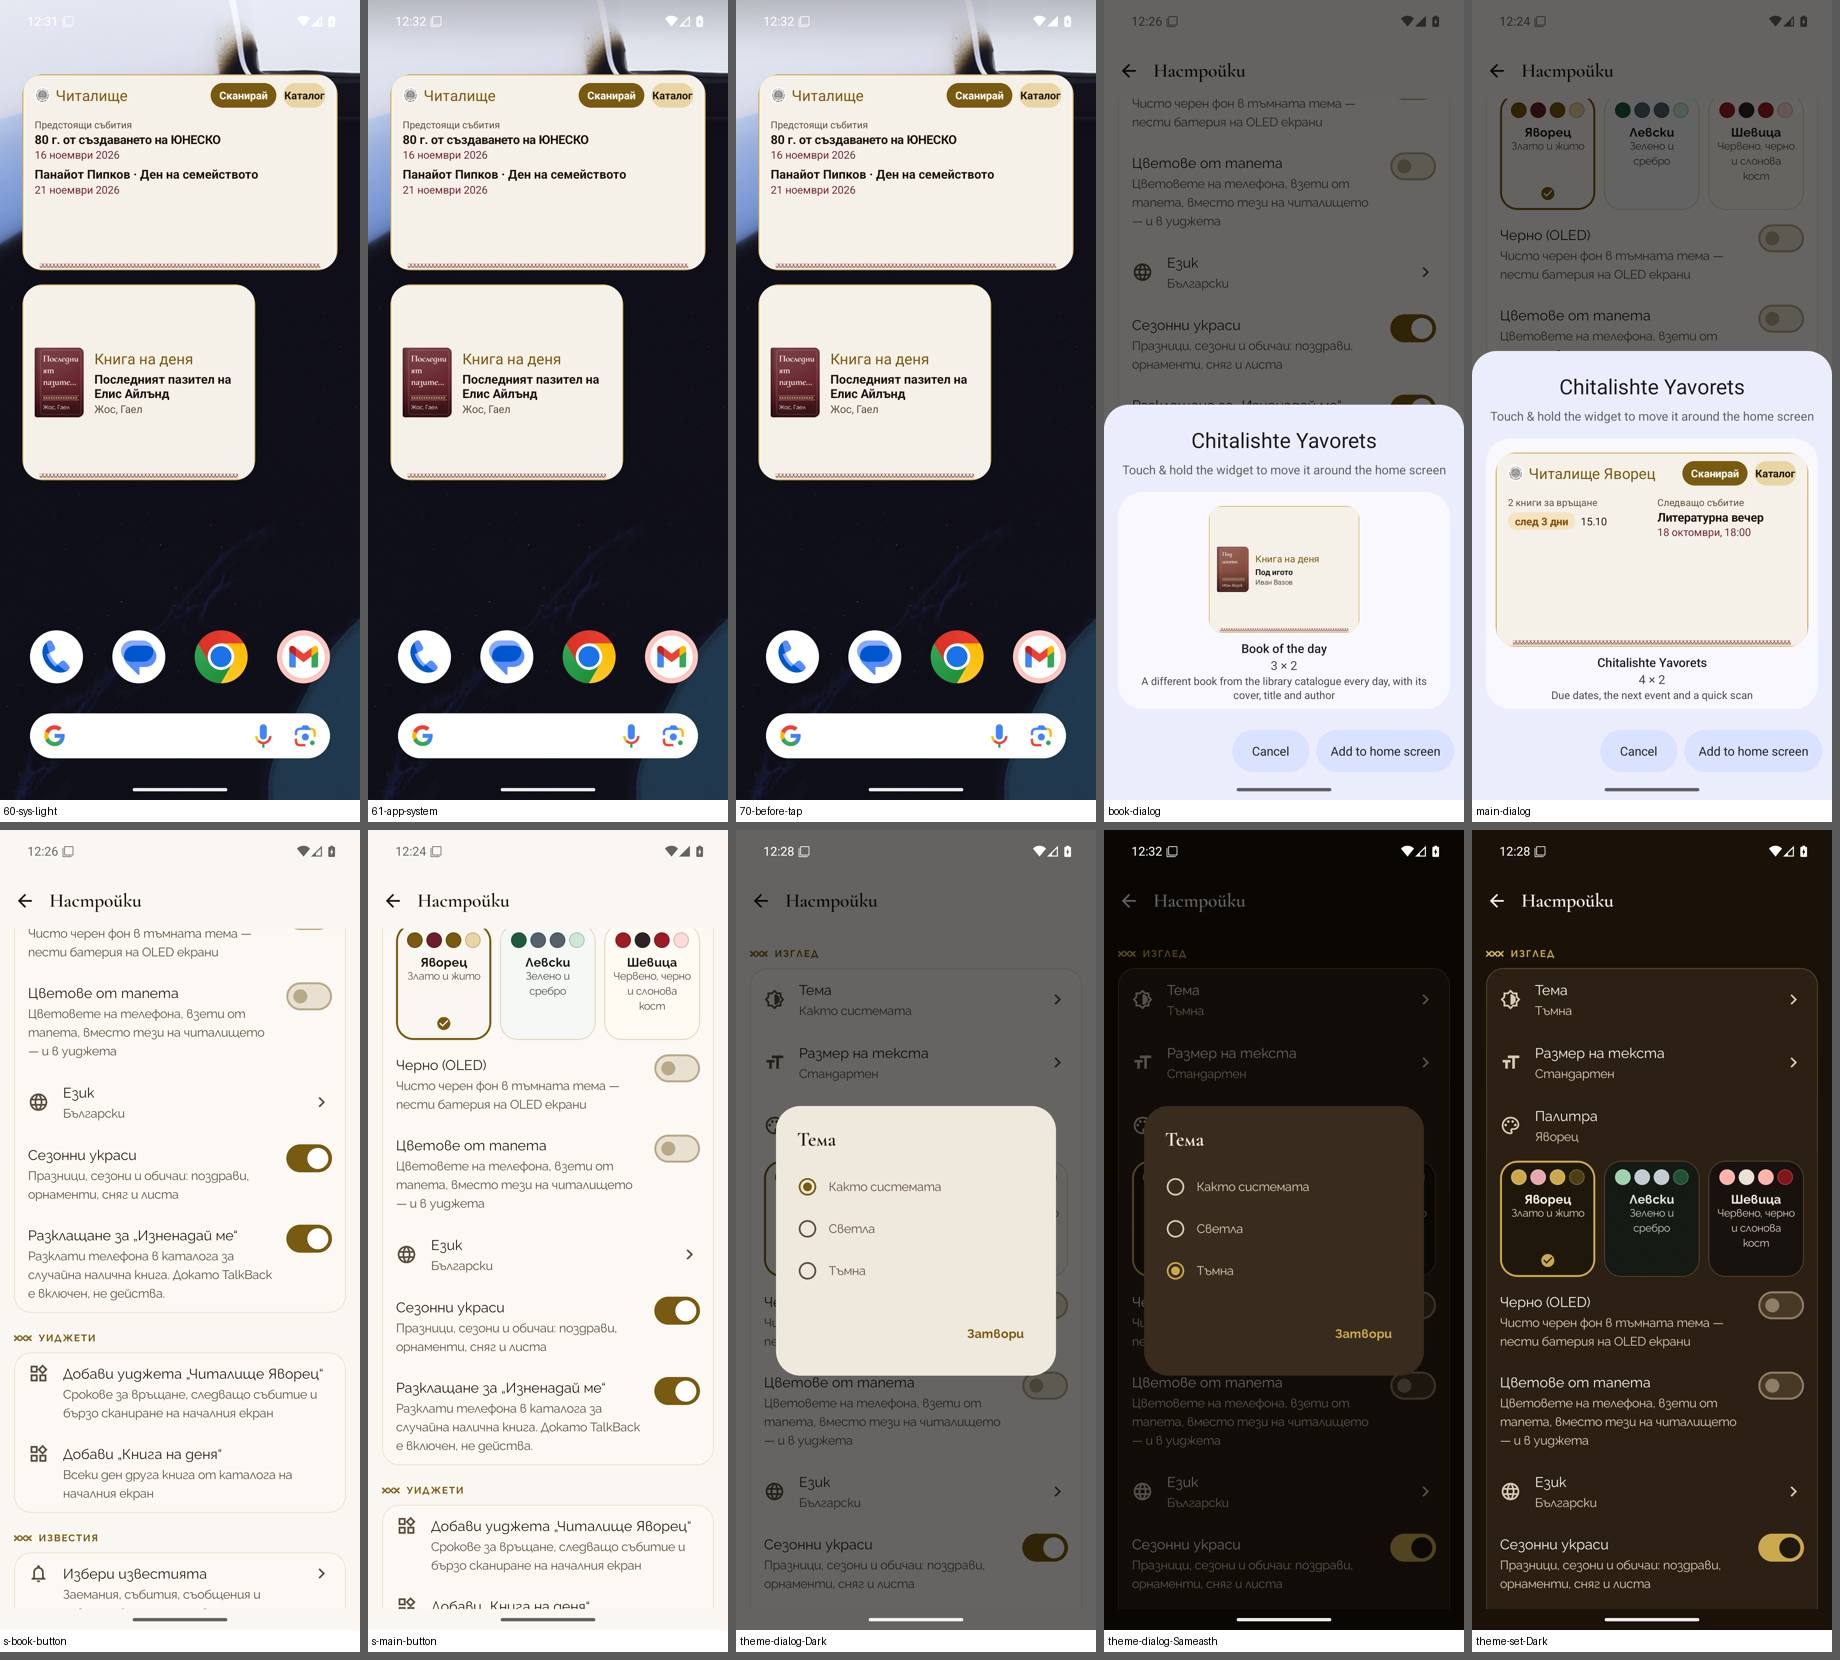 12:31
Читалище
Сканирай
Каталог
Предстоящи събития
80 г. от създаването на ЮНЕСКО
16 ноември 2026
Панайот Пипков · Ден на семейството
21 ноември 2026
Последни
ят
пазите...
Жос, Гаел
Книга на деня
Последният пазител на
Елис Айлънд
Жос, Гаел
60-sys-light
12:32
Читалище
Сканирай
Каталог
Предстоящи събития
80 г. от създаването на ЮНЕСКО
16 ноември 2026
Панайот Пипков · Ден на семейството
21 ноември 2026
Последни
ят
пазите...
Жос, Гаел
Книга на деня
Последният пазител на
Елис Айлънд
Жос, Гаел
61-app-system
12:32
Читалище
Сканирай
Каталог
Предстоящи събития
80 г. от създаването на ЮНЕСКО
16 ноември 2026
Панайот Пипков · Ден на семейството
21 ноември 2026
Последни
ят
пазите...
Жос, Гаел
Книга на деня
Последният пазител на
Елис Айлънд
Жос, Гаел
70-before-tap
12:26
Настройки
Чисто черен фон в тъмната тема —
пести батерия на OLED екрани
Цветове от тапета
Цветовете на телефона, взети от
тапета, вместо тези на читалището
— и в уиджета
Език
Български
Сезонни украси
Празници, сезони и обичаи: поздрави,
орнаменти, сняг и листа
Chitalishte Yavorets
Touch & hold the widget to move it around the home screen
Книга на деня
Под игото
Иван Вазов
Book of the day
3 × 2
A different book from the library catalogue every day, with its
cover, title and author
Cancel
Add to home screen
book-dialog
12:24
Настройки
Яворец
Злато и жито
Левски
Зелено и
сребро
Шевица
Червено, черно
и слонова
кост
Черно (OLED)
Чисто черен фон в тъмната тема —
пести батерия на OLED екрани
Цветове от тапета
Цветовете на телефона, взети от
Chitalishte Yavorets
Touch & hold the widget to move it around the home screen
Читалище Яворец
Сканирай
Каталог
2 книги за връщане
след 3 дни
15.10
Следващо събитие
Литературна вечер
18 октомври, 18:00
Chitalishte Yavorets
4 × 2
Due dates, the next event and a quick scan
Cancel
Add to home screen
main-dialog
12:26
Настройки
Чисто черен фон в тъмната тема —
пести батерия на OLED екрани
Цветове от тапета
Цветовете на телефона, взети от
тапета, вместо тези на читалището
— и в уиджета
Език
Български
Сезонни украси
Празници, сезони и обичаи: поздрави,
орнаменти, сняг и листа
Разклащане за „Изненадай ме“
Разклати телефона в каталога за
случайна налична книга. Докато TalkBack
е включен, не действа.
УИДЖЕТИ
Добави уиджета „Читалище Яворец“
Срокове за връщане, следващо събитие и
бързо сканиране на началния екран
Добави „Книга на деня“
Всеки ден друга книга от каталога на
началния екран
ИЗВЕСТИЯ
Избери известията
Заемания, събития, съобщения и
s-book-button
12:24
Настройки
Яворец
Злато и жито
Левски
Зелено и
сребро
Шевица
Червено, черно
и слонова
кост
Черно (OLED)
Чисто черен фон в тъмната тема —
пести батерия на OLED екрани
Цветове от тапета
Цветовете на телефона, взети от
тапета, вместо тези на читалището
— и в уиджета
Език
Български
Сезонни украси
Празници, сезони и обичаи: поздрави,
орнаменти, сняг и листа
Разклащане за „Изненадай ме“
Разклати телефона в каталога за
случайна налична книга. Докато TalkBack
е включен, не действа.
УИДЖЕТИ
Добави уиджета „Читалище Яворец“
Срокове за връщане, следващо събитие и
бързо сканиране на началния екран
Добави „Книга на деня“
s-main-button
12:28
Настройки
ИЗГЛЕД
Тема
Както системата
Размер на текста
Стандартен
Тема
Както системата
Светла
Тъмна
Затвори
Цветове от тапета
Цветовете на телефона, взети от
тапета, вместо тези на читалището
— и в уиджета
Език
Български
Сезонни украси
Празници, сезони и обичаи: поздрави,
орнаменти, сняг и листа
theme-dialog-Dark
12:32
Настройки
ИЗГЛЕД
Тема
Тъмна
Размер на текста
Стандартен
Тема
Както системата
Светла
Тъмна
Затвори
Цветове от тапета
Цветовете на телефона, взети от
тапета, вместо тези на читалището
— и в уиджета
Език
Български
Сезонни украси
Празници, сезони и обичаи: поздрави,
орнаменти, сняг и листа
theme-dialog-Sameasth
12:28
Настройки
ИЗГЛЕД
Тема
Тъмна
Размер на текста
Стандартен
Палитра
Яворец
Яворец
Злато и жито
Левски
Зелено и
сребро
Шевица
Червено, черно
и слонова
кост
Черно (OLED)
Чисто черен фон в тъмната тема —
пести батерия на OLED екрани
Цветове от тапета
Цветовете на телефона, взети от
тапета, вместо тези на читалището
— и в уиджета
Език
Български
Сезонни украси
Празници, сезони и обичаи: поздрави,
орнаменти, сняг и листа
theme-set-Dark